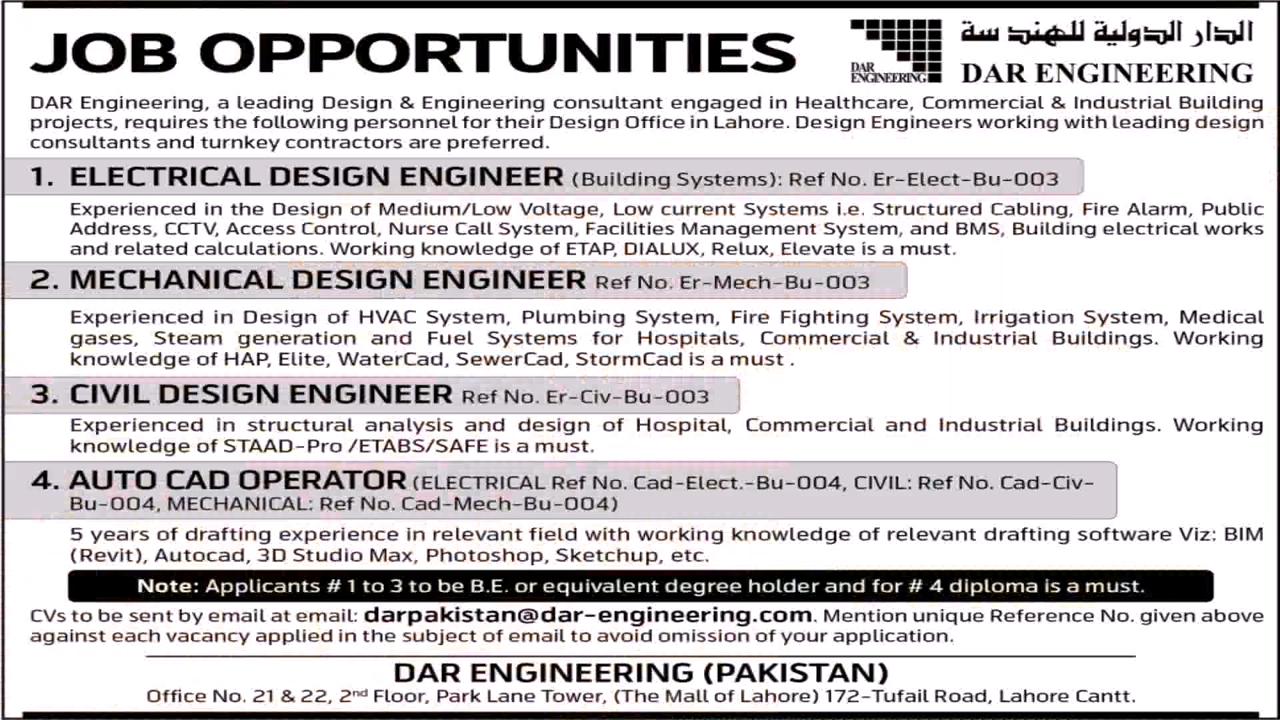 JOB OPPORTUNITIES
الدار الدولية للهندسة
DAR ENGINEERING
DAR
ENGINEERING
DAR Engineering, a leading Design & Engineering consultant engaged in Healthcare, Commercial & Industrial Building
projects, requires the following personnel for their Design Office in Lahore. Design Engineers working with leading design
consultants and turnkey contractors are preferred.
1. ELECTRICAL DESIGN ENGINEER (Building Systems): Ref No. Er-Elect-Bu-003
Experienced in the Design of Medium/Low Voltage, Low current Systems i.e. Structured Cabling, Fire Alarm, Public
Address, CCTV, Access Control, Nurse Call System, Facilities Management System, and BMS, Building electrical works
and related calculations. Working knowledge of ETAP, DIALUX, Relux, Elevate is a must.
2. MECHANICAL DESIGN ENGINEER Ref No. Er-Mech-Bu-003
Experienced in Design of HVAC System, Plumbing System, Fire Fighting System, Irrigation System, Medical
gases, Steam generation and Fuel Systems for Hospitals, Commercial & Industrial Buildings. Working
knowledge of HAP, Elite, WaterCad, SewerCad, StormCad is a must .
3. CIVIL DESIGN ENGINEER Ref No. Er-Civ-Bu-003
Experienced in structural analysis and design of Hospital, Commercial and Industrial Buildings. Working
knowledge of STAAD-Pro /ETABS/SAFE is a must.
4. AUTO CAD OPERATOR (ELECTRICAL Ref No. Cad-Elect.-Bu-004, CIVIL: Ref No. Cad-Civ-
Bu-004, MECHANICAL: Ref No. Cad-Mech-Bu-004)
5 years of drafting experience in relevant field with working knowledge of relevant drafting software Viz: BIM
(Revit), Autocad, 3D Studio Max, Photoshop, Sketchup, etc.
Note: Applicants # 1 to 3 to be B.E. or equivalent degree holder and for # 4 diploma is a must.
CVs to be sent by email at email: darpakistan@dar-engineering.com. Mention unique Reference No. given above
against each vacancy applied in the subject of email to avoid omission of your application.
DAR ENGINEERING (PAKISTAN)
Office No. 21 & 22, 2nd Floor, Park Lane Tower, (The Mall of Lahore) 172-Tufail Road, Lahore Cantt.